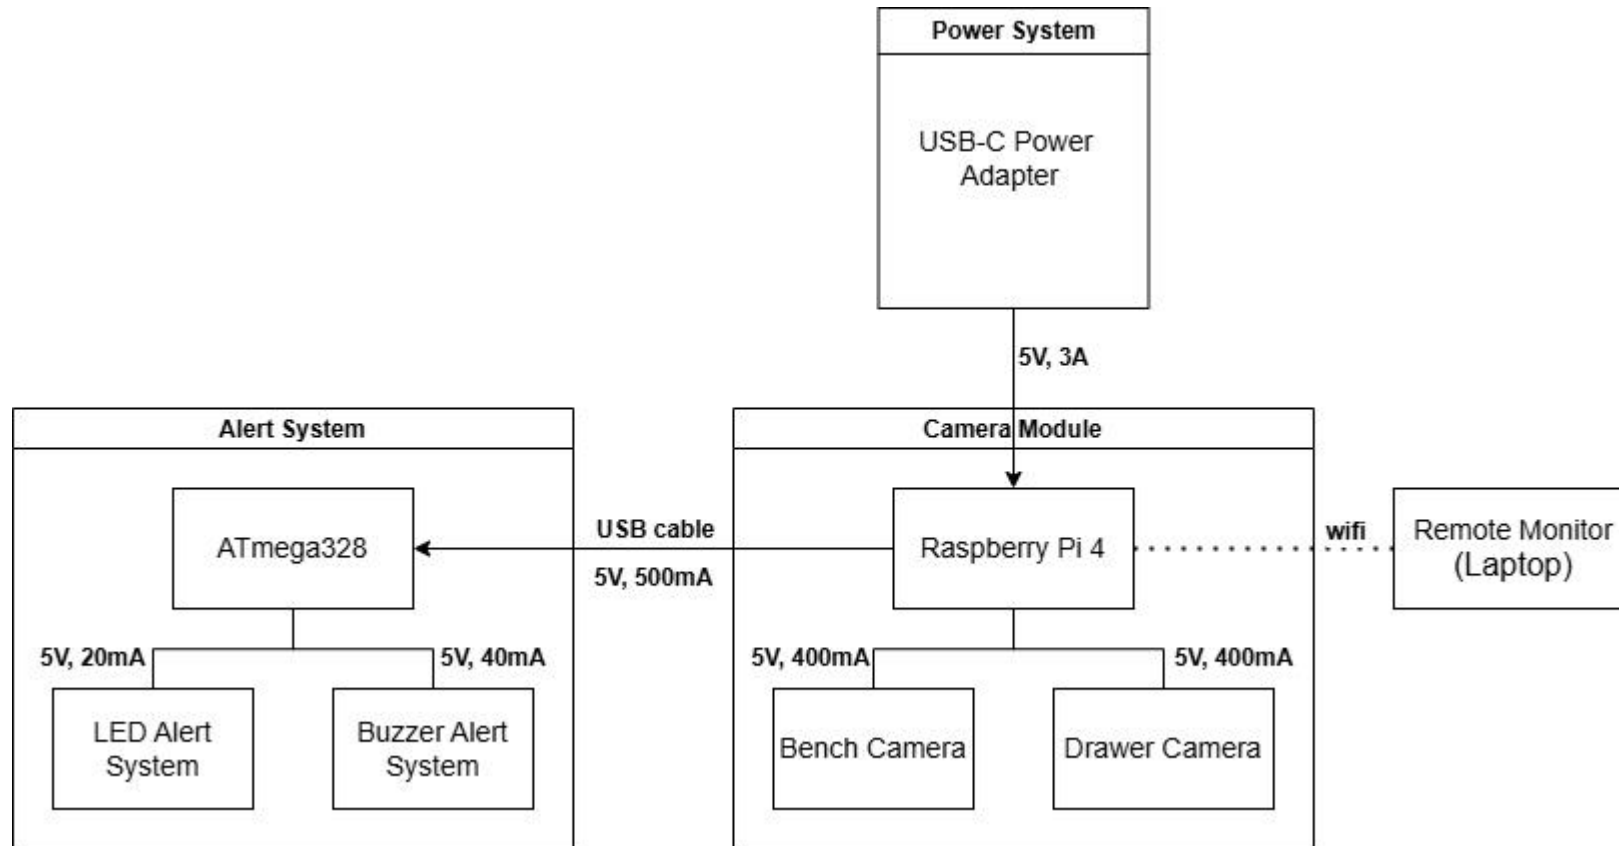 Power System
USB-C Power
Adapter
5V, 3A
Alert System
Camera Module
ATmega328
USB cable
5V, 500mA
Raspberry Pi 4
wifi
Remote Monitor
(Laptop)
5V, 20mA
5V, 40mA
5V, 400mA
5V, 400mA
LED Alert
System
Buzzer Alert
System
Bench Camera
Drawer Camera